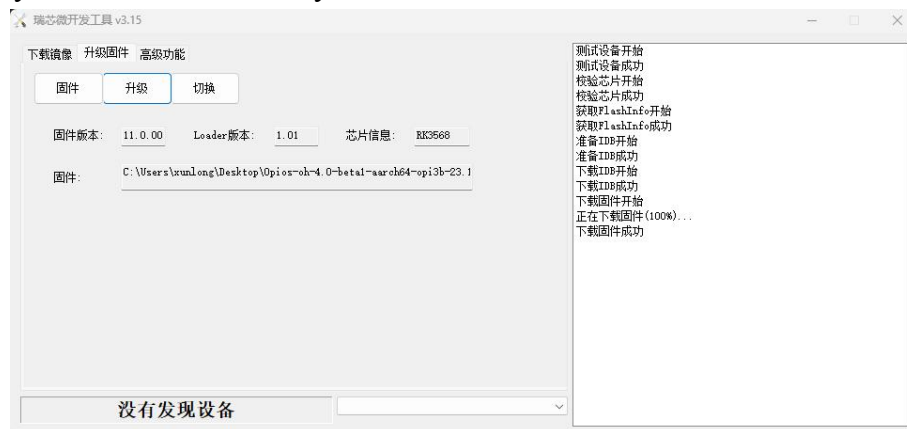 瑞芯微开发工具 v3.15
下载镜像 升级固件 高级功能
固件 升级 切换
固件版本: 11.0.00 Loader版本: 1.01 芯片信息: RK3568
固件: C:\Users\xunlong\Desktop\Opios-oh-4.0-beta1-aarch64-opi3b-23.1
测试设备开始
测试设备成功
校验芯片开始
校验芯片成功
获取FlashInfo开始
获取FlashInfo成功
准备IDB开始
准备IDB成功
下载IDB开始
下载IDB成功
下载固件开始
正在下载固件(100%)...
下载固件成功
没有发现设备